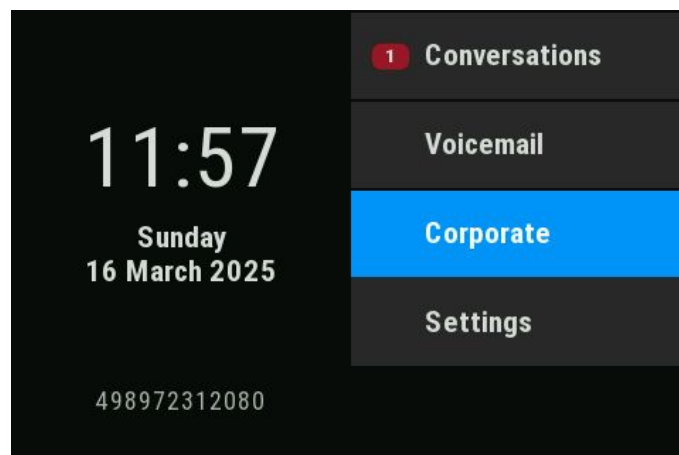 11:57
Sunday
16 March 2025
498972312080
1 Conversations
Voicemail
Corporate
Settings